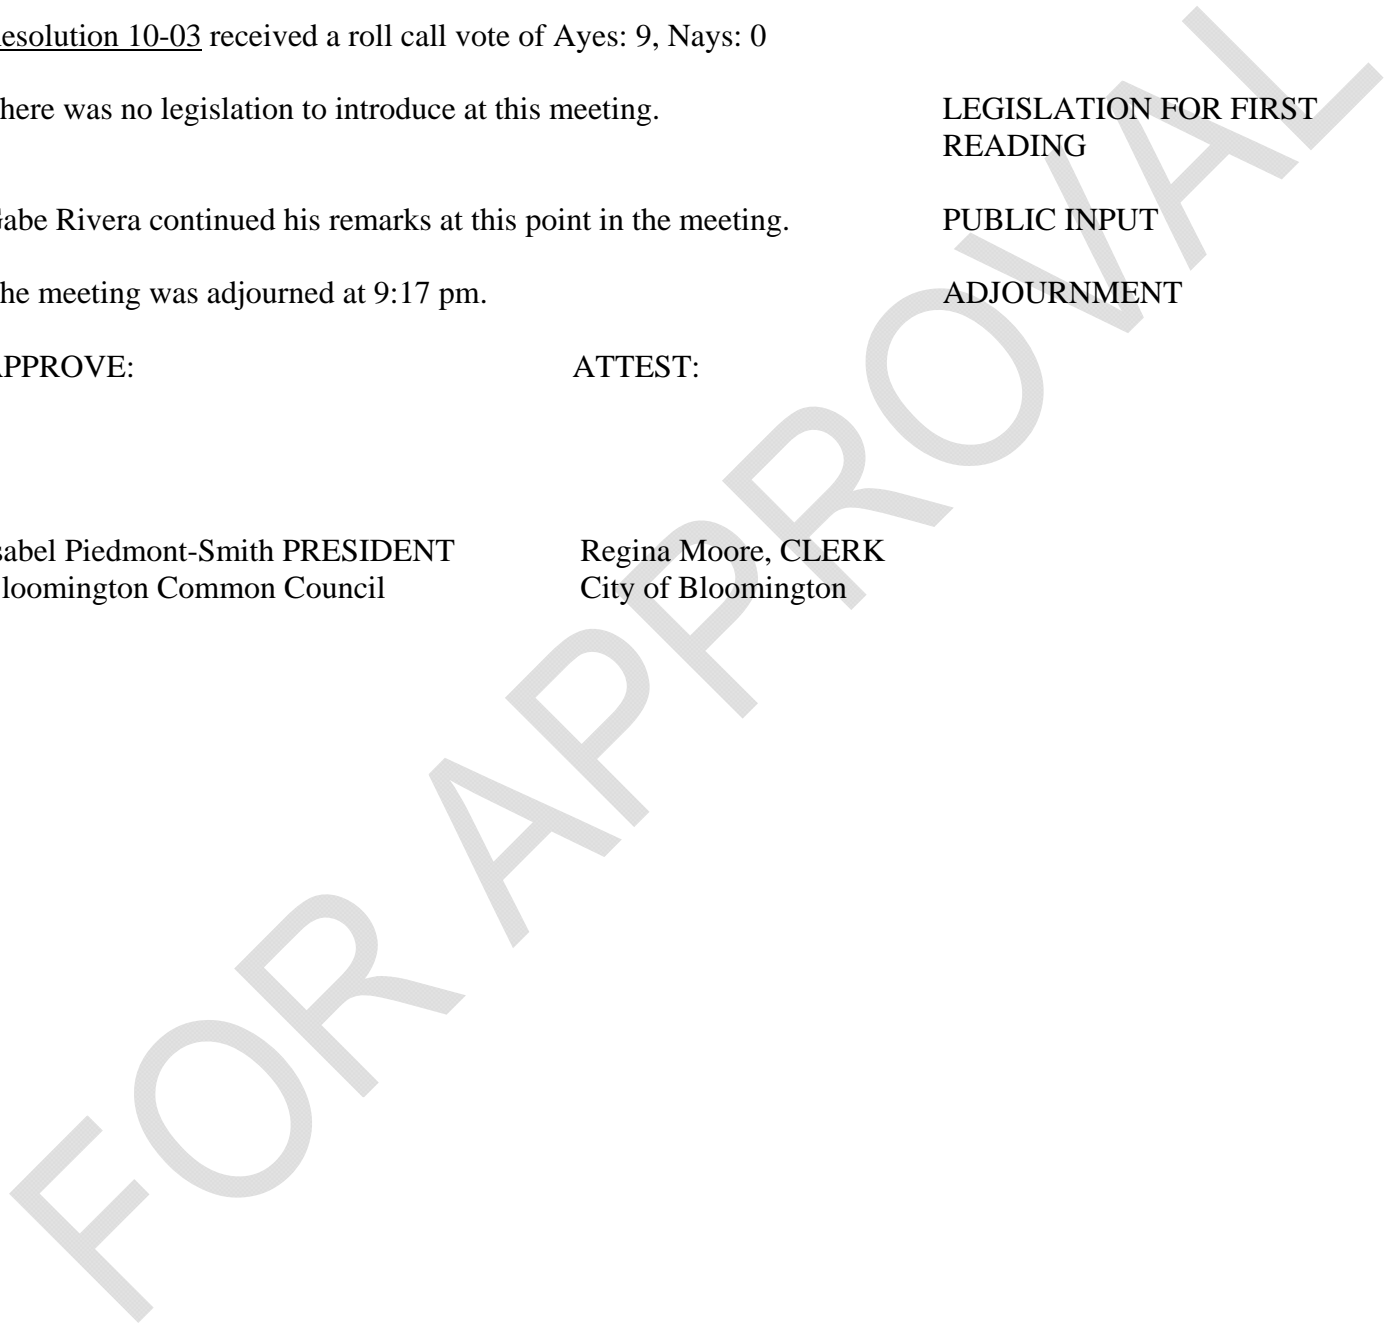 esolution 10-03 received a roll call vote of Ayes: 9, Nays: 0
here was no legislation to introduce at this meeting.
LEGISLATION FOR FIRST
READING
abe Rivera continued his remarks at this point in the meeting.
PUBLIC INPUT
he meeting was adjourned at 9:17 pm.
ADJOURNMENT
APPROVE:
ATTEST:
sabel Piedmont-Smith PRESIDENT
loomington Common Council
Regina Moore, CLERK
City of Bloomington
FOR APPROVAL